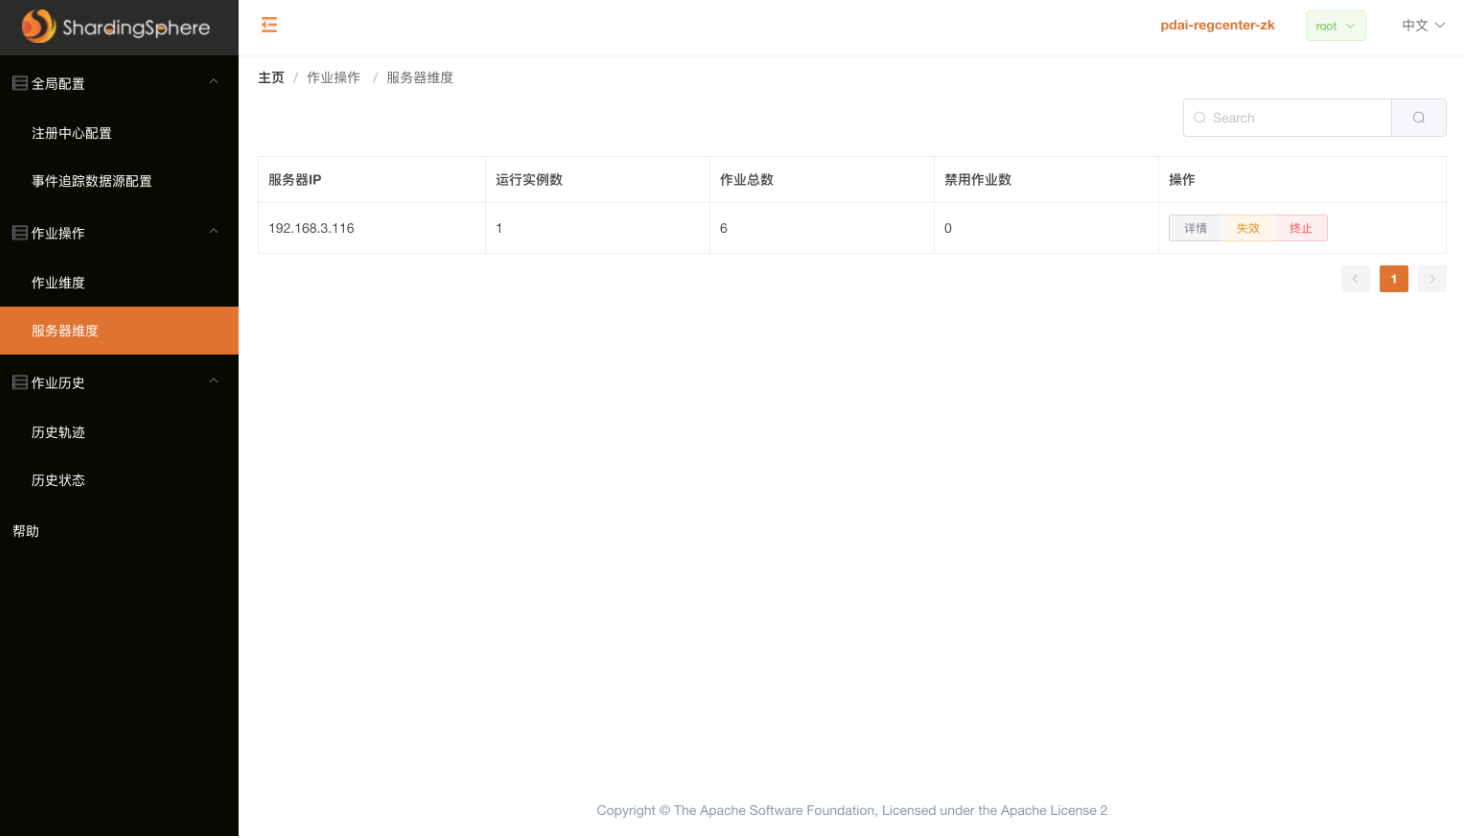 ShardingSphere
pdai-regcenter-zk
root
中文
全局配置
注册中心配置
事件追踪数据源配置
作业操作
作业维度
服务器维度
作业历史
历史轨迹
历史状态
帮助
主页 / 作业操作 / 服务器维度
Search
服务器IP 运行实例数 作业总数 禁用作业数 操作
192.168.3.116 1 6 0 详情 失效 终止
1
Copyright © The Apache Software Foundation, Licensed under the Apache License 2